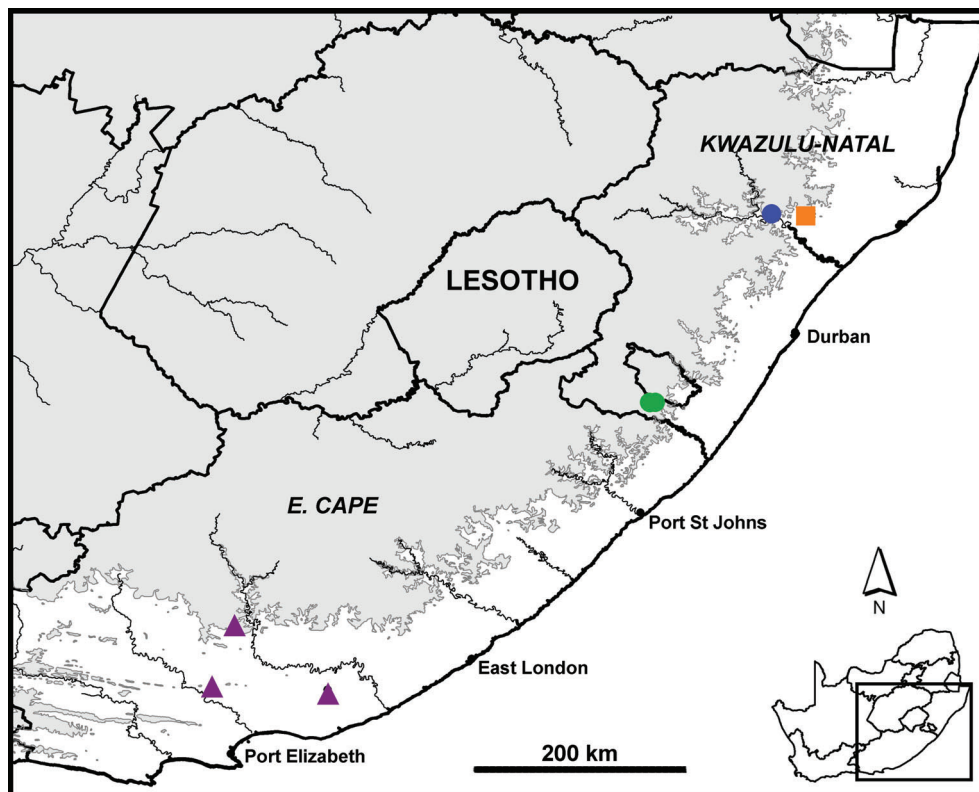 KWAZULU-NATAL
LESOTHO
Durban
E. CAPE
Port St Johns
N
East London
Port Elizabeth
200 km